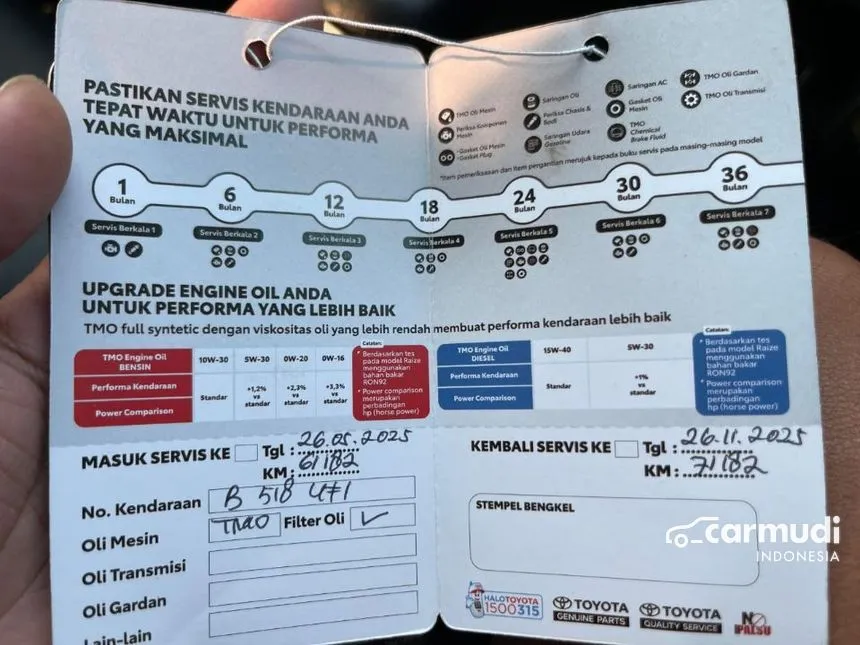 PASTIKAN SERVIS KENDARAAN ANDA
TEPAT WAKTU UNTUK PERFORMA
YANG MAKSIMAL
TMO Oli Mesin
Periksa Komponen
Mesin
-Gasket Oli Mesin
-Gasket Plug
Saringan Oli
Periksa Chasis &
Bodi
Saringan Udara
Gasoline
Saringan AC
Gasket Oli
Mesin
TMO
Chemical
Brake Fluid
TMO Oli Gardan
TMO Oli Transmisi
*Item pemeriksaan dan item pergantian merujuk kepada buku servis pada masing-masing model
1
Bulan
6
Bulan
12
Bulan
18
Bulan
24
Bulan
30
Bulan
36
Bulan
Servis Berkala 1
Servis Berkala 2
Servis Berkala 3
Servis Berkala 4
Servis Berkala 5
Servis Berkala 6
Servis Berkala 7
UPGRADE ENGINE OIL ANDA
UNTUK PERFORMA YANG LEBIH BAIK
TMO full syntetic dengan viskositas oli yang lebih rendah membuat performa kendaraan lebih baik
TMO Engine Oil
BENSIN
10W-30
5W-30
0W-20
0W-16
Performa Kendaraan
Power Comparison
Standar
+1,2%
vs
standar
+2,3%
vs
standar
+3,3%
vs
standar
Catatan:
* Berdasarkan tes
pada model Raize
menggunakan
bahan bakar
RON92
* Power comparison
merupakan
perbadingan
hp (horse power)
TMO Engine Oil
DIESEL
15W-40
5W-30
Performa Kendaraan
Power Comparison
Standar
+1%
vs
standar
Catatan:
* Berdasarkan tes
pada model Raize
menggunakan
bahan bakar
RON92
* Power comparison
merupakan
perbadingan
hp (horse power)
MASUK SERVIS KE Tgl : 26.05.2025
KM : 61182
No. Kendaraan B 518
Oli Mesin TMO Filter Oli ✓
Oli Transmisi
Oli Gardan
Lain-lain
KEMBALI SERVIS KE Tgl : 26.11.2025
KM : 71182
STEMPEL BENGKEL
HALOTOYOTA
1500315
TOYOTA
GENUINE PARTS
TOYOTA
QUALITY SERVICE
NO
PALSU
carmudi
INDONESIA